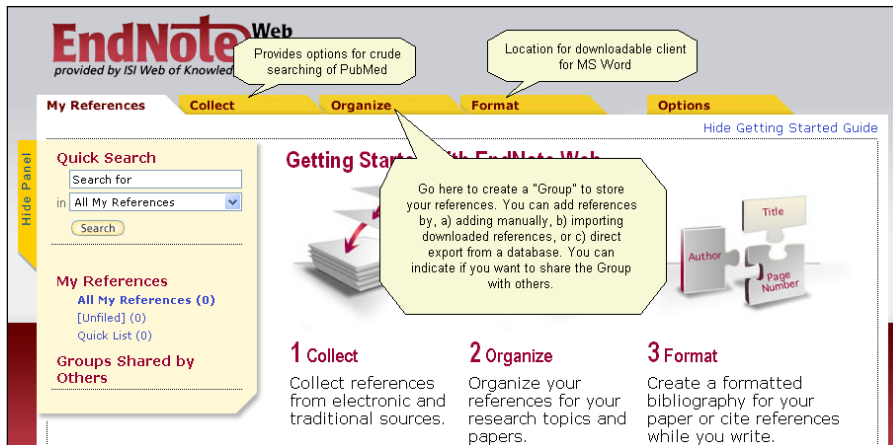 EndNote Web
provided by ISI Web of Knowled
Provides options for crude
searching of PubMed
Location for downloadable client
for MS Word
My References
Collect
Organize
Format
Options
Hide Getting Started Guide
Hide Panel
Quick Search
Search for
in All My References
Search
My References
All My References (0)
[Unfiled] (0)
Quick List (0)
Groups Shared by
Others
Getting Star with EndNote Web
Go here to create a "Group" to store
your references. You can add references
by, a) adding manually, b) importing
downloaded references, or c) direct
export from a database. You can
indicate if you want to share the Group
with others.
Title
Author
Page
Number
1 Collect
Collect references
from electronic and
traditional sources.
2 Organize
Organize your
references for your
research topics and
papers.
3 Format
Create a formatted
bibliography for your
paper or cite references
while you write.